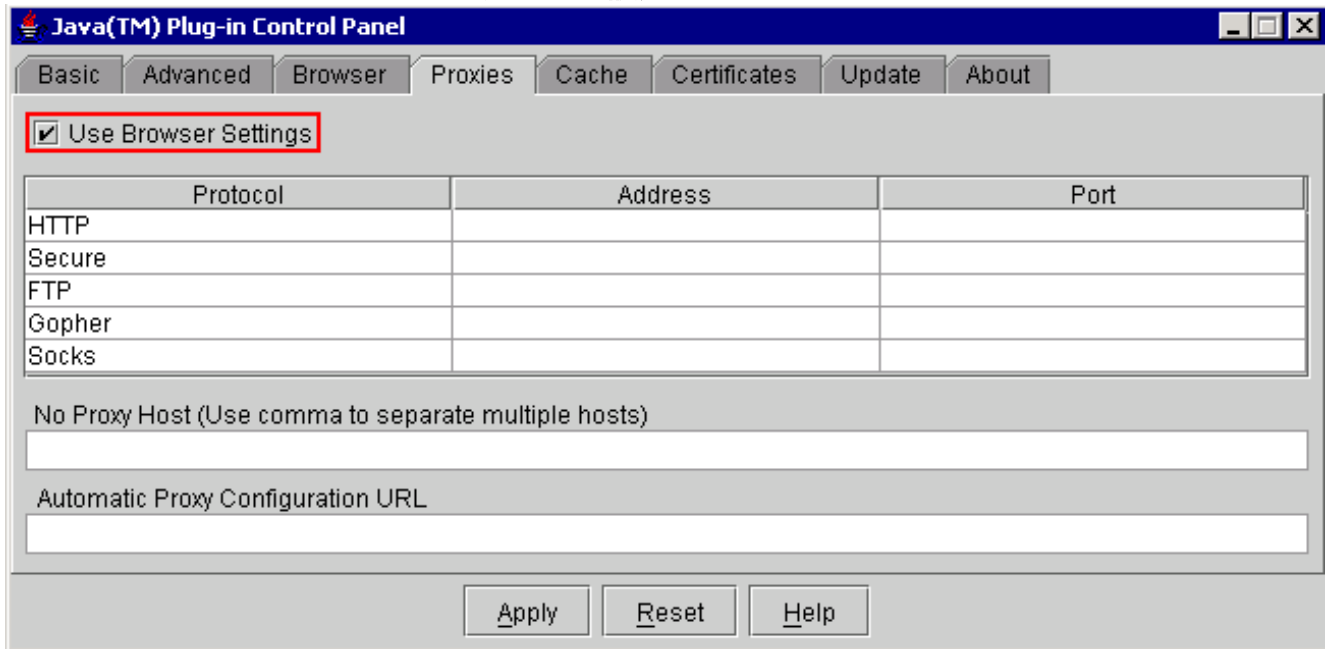 Java(TM) Plug-in Control Panel
Basic Advanced Browser Proxies Cache Certificates Update About
Use Browser Settings
Protocol Address Port
HTTP
Secure
FTP
Gopher
Socks
No Proxy Host (Use comma to separate multiple hosts)
Automatic Proxy Configuration URL
Apply Reset Help